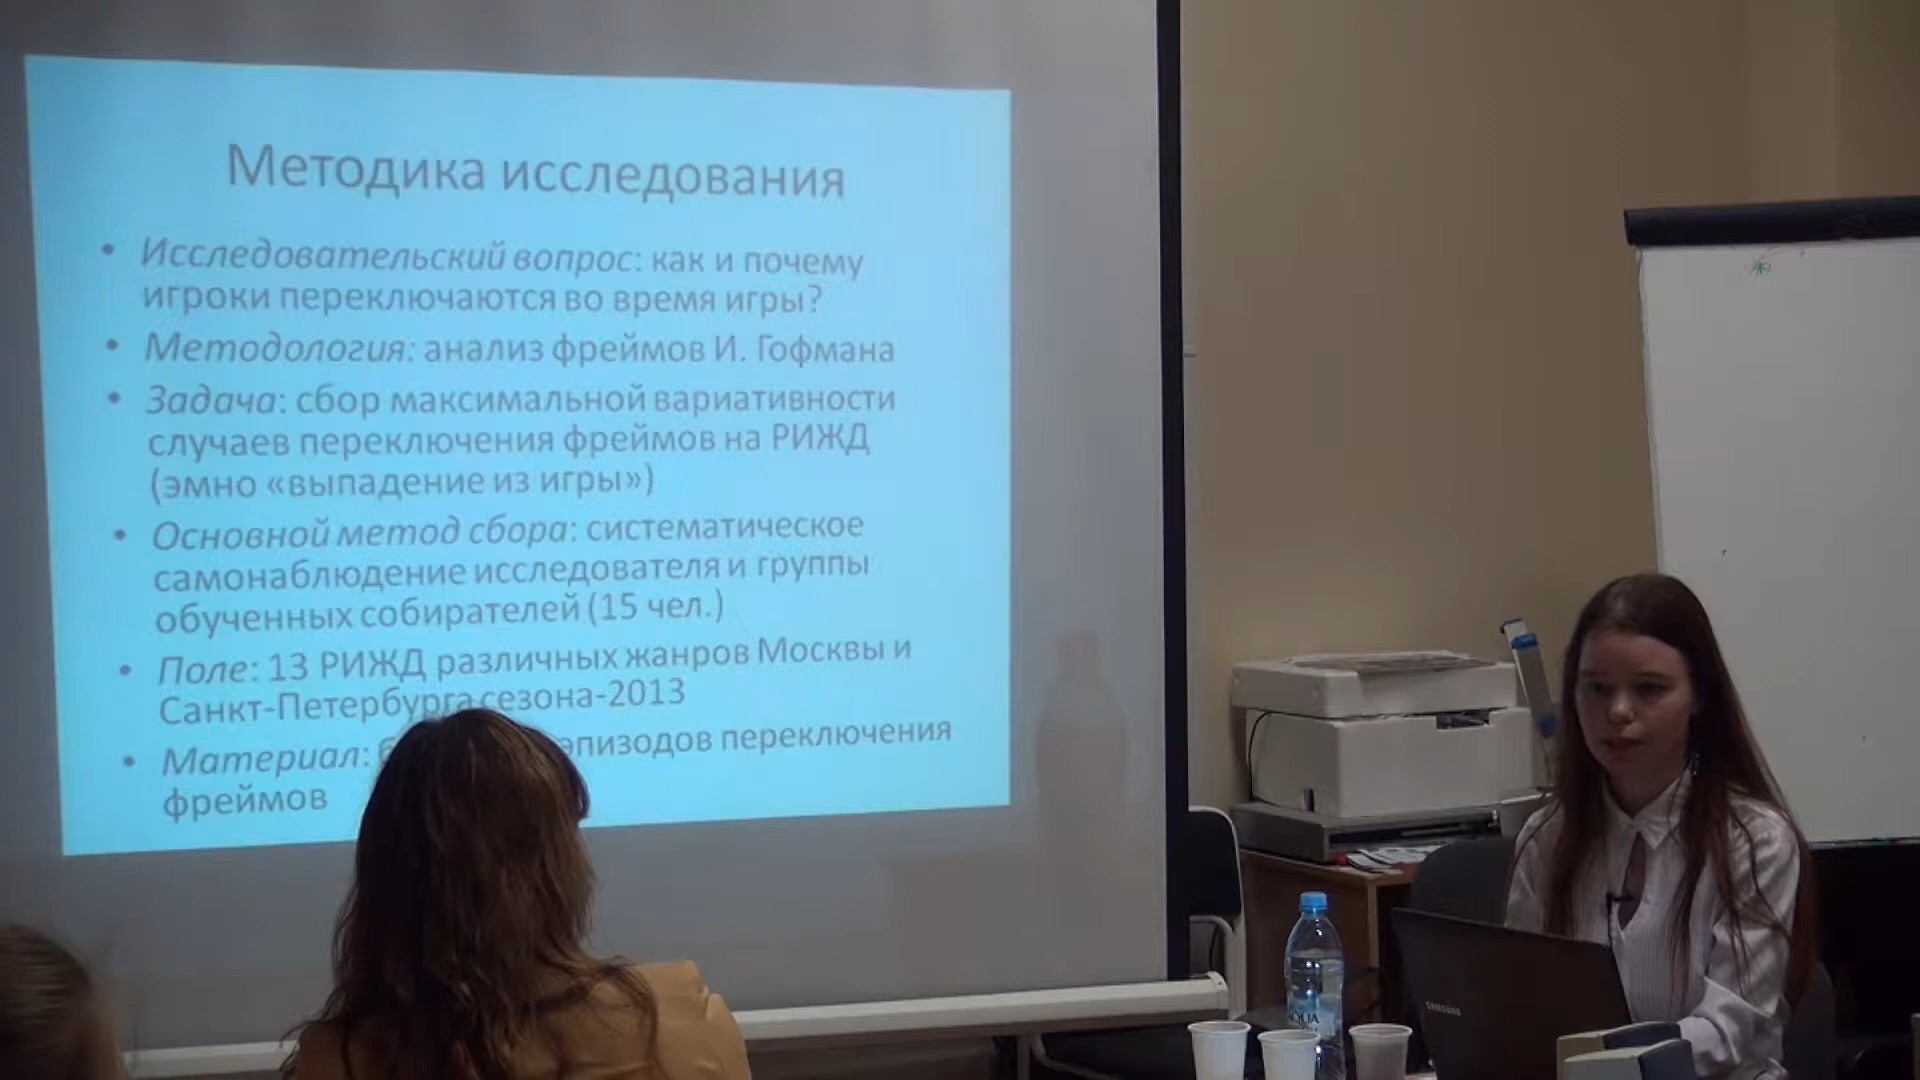 Методика исследования
• Исследовательский вопрос: как и почему
игроки переключаются во время игры?
• Методология: анализ фреймов И. Гофмана
• Задача: сбор максимальной вариативности
случаев переключения фреймов на РИЖД
(эмно «выпадение из игры»)
• Основной метод сбора: систематическое
самонаблюдение исследователя и группы
обученных собирателей (15 чел.)
• Поле: 13 РИЖД различных жанров Москвы и
Санкт-Петербурга сезона-2013
• Материал: эпизодов переключения
фреймов
SAMSUNG
AQUA